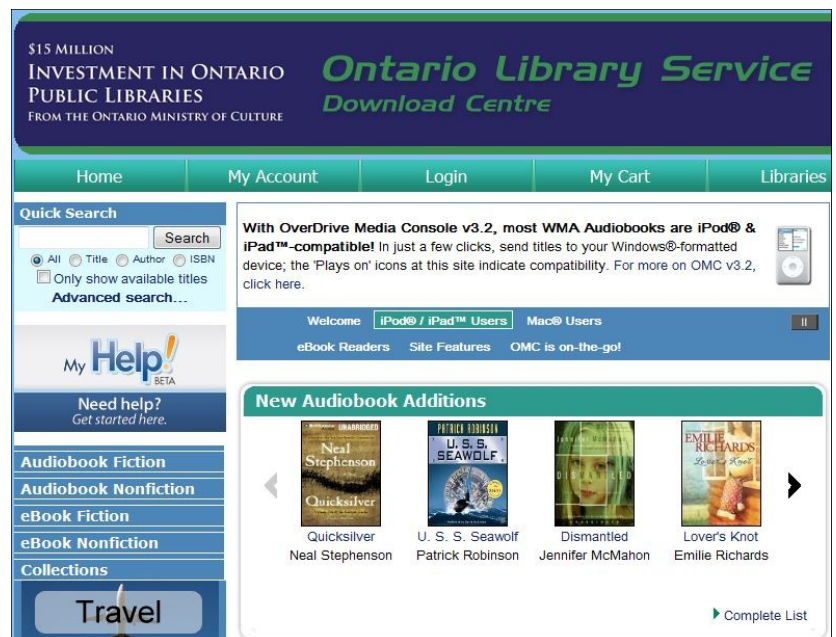 $15 MILLION
INVESTMENT IN ONTARIO
PUBLIC LIBRARIES
FROM THE ONTARIO MINISTRY OF CULTURE
Ontario Library Service
Download Centre
Home My Account Login My Cart Libraries
Quick Search
Search
All Title Author ISBN
Only show available titles
Advanced search...
My Help!
BETA
Need help?
Get started here.
Audiobook Fiction
Audiobook Nonfiction
eBook Fiction
eBook Nonfiction
Collections
Travel
With OverDrive Media Console v3.2, most WMA Audiobooks are iPod® &
iPad™-compatible! In just a few clicks, send titles to your Windows®-formatted
device; the 'Plays on' icons at this site indicate compatibility. For more on OMC v3.2,
click here.
Welcome iPod® / iPad™ Users Mac® Users
eBook Readers Site Features OMC is on-the-go!
New Audiobook Additions
UNABRIDGED
Neal
Stephenson
Quicksilver
PATRICK ROBINSON
U. S. S.
SEAWOLF
Jennifer McMahon
DISMANTLED
EMILIE
RICHARDS
Lover's Knot
Quicksilver
Neal Stephenson
U. S. S. Seawolf
Patrick Robinson
Dismantled
Jennifer McMahon
Lover's Knot
Emilie Richards
Complete List